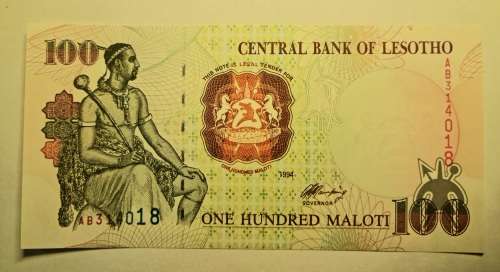 100
CENTRAL BANK OF LESOTHO
THIS NOTE IS LEGAL TENDER FOR
ONE HUNDRED MALOTI
1994
GOVERNOR
AB314018
AB314018
ONE HUNDRED MALOTI
100